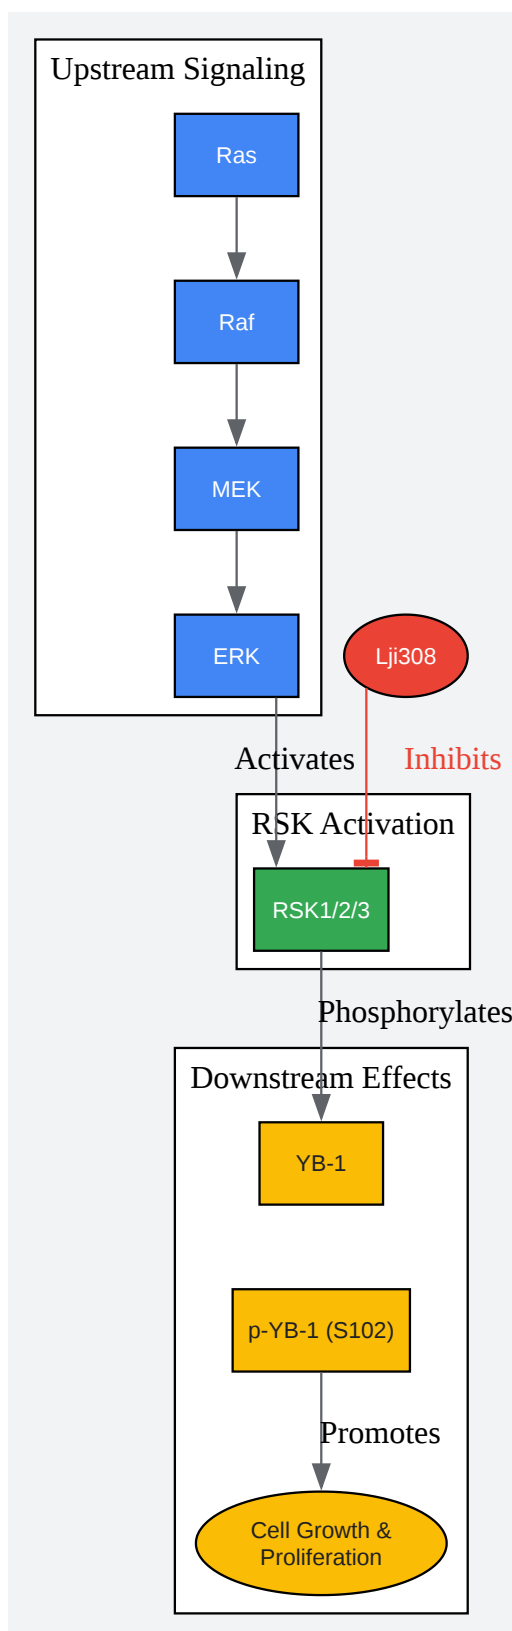 Upstream Signaling
Ras
Raf
MEK
ERK
Lji308
Activates
Inhibits
RSK Activation
RSK1/2/3
Phosphorylates
Downstream Effects
YB-1
p-YB-1 (S102)
Promotes
Cell Growth &
Proliferation